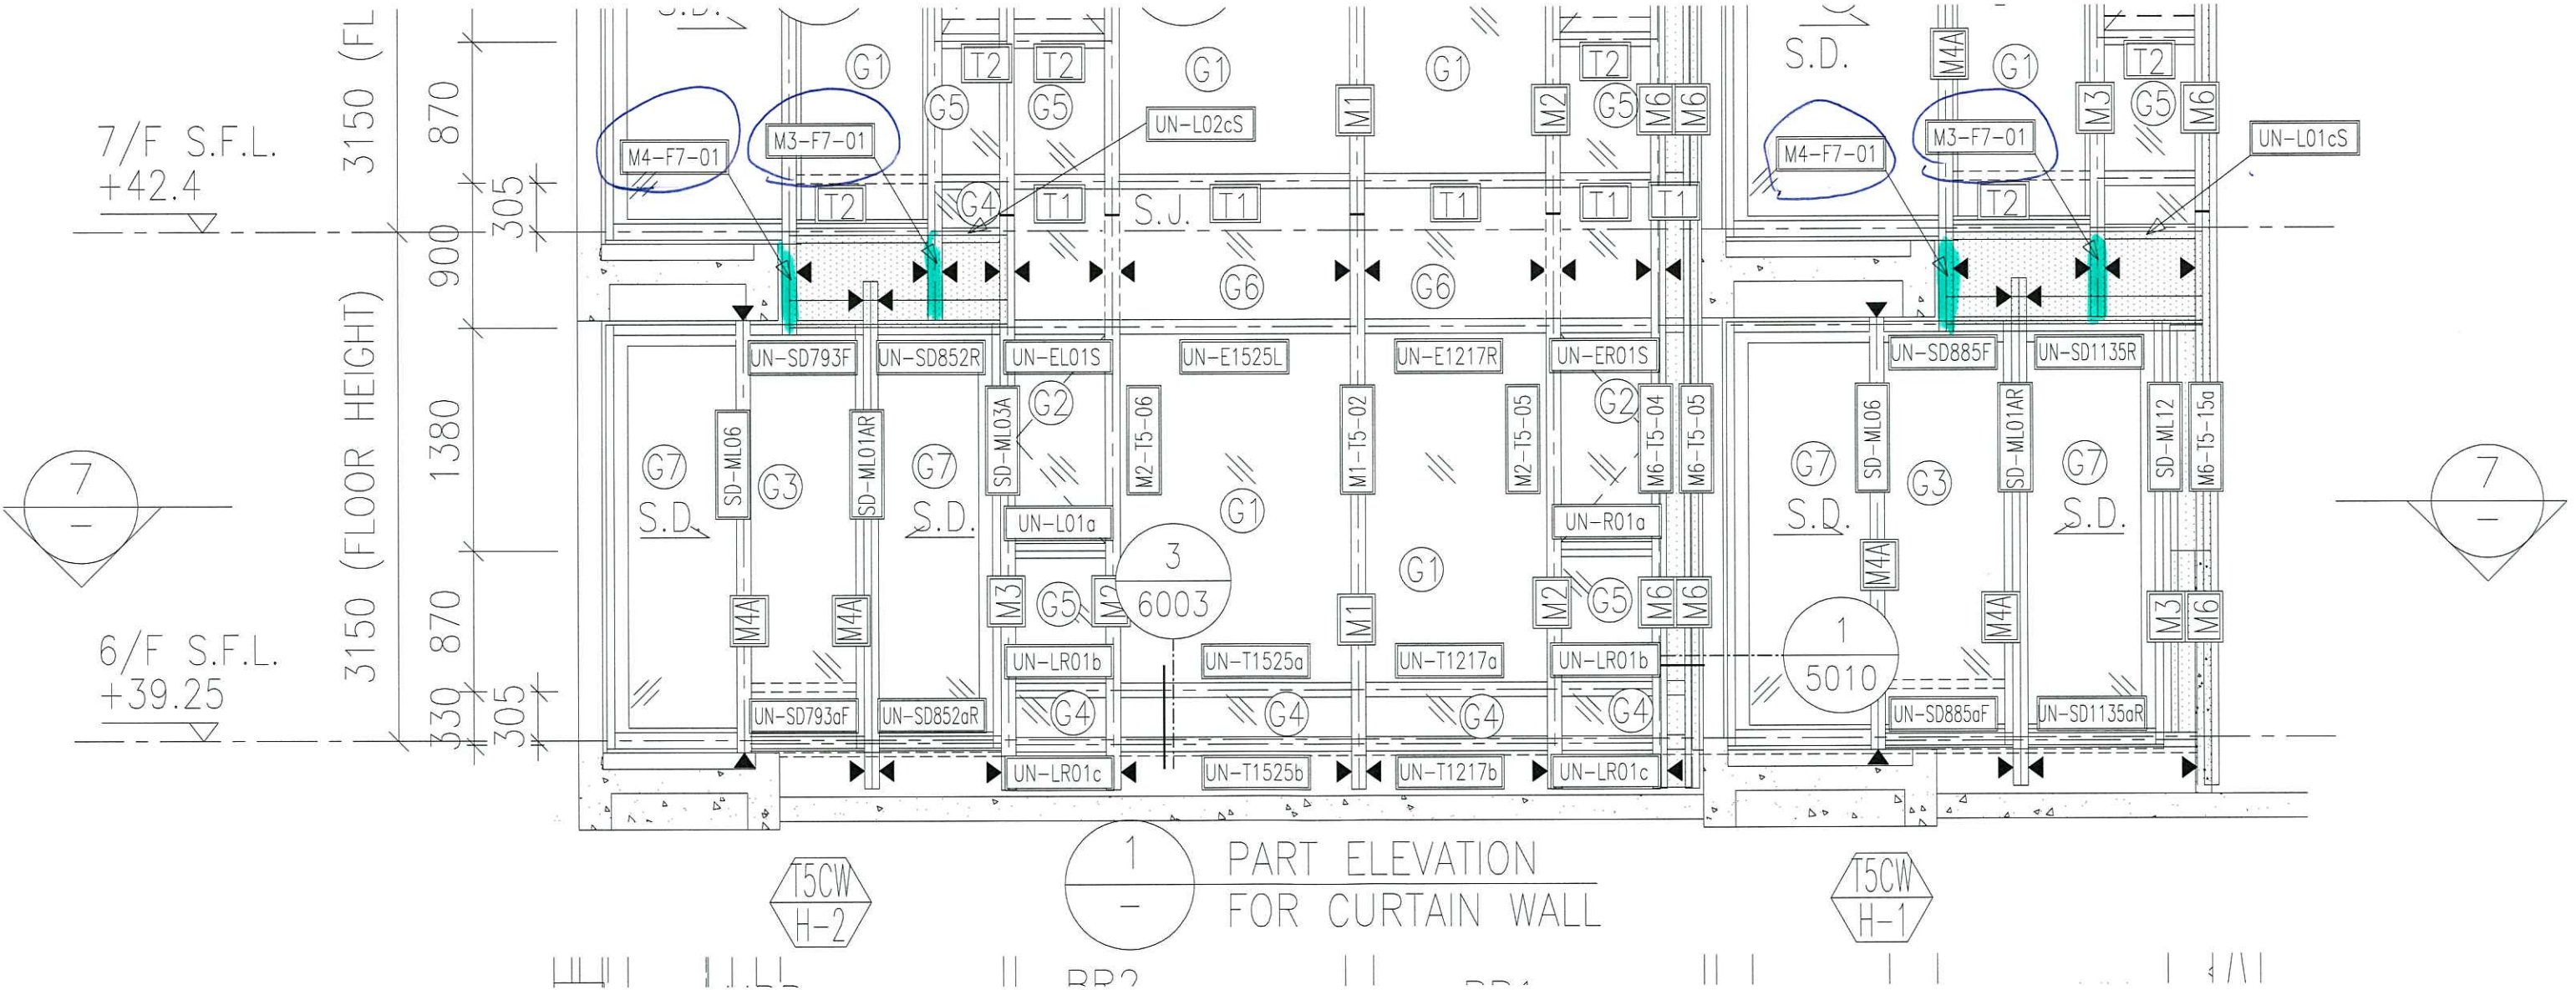 S.D.
3150 (FL
870
7/F S.F.L.
+42.4
305
900
3150 (FLOOR HEIGHT)
1380
870
6/F S.F.L.
+39.25
330
305
7
–
G1
T2
T2
G5
G5
G1
M1
G1
M2
T2
G5
M6
M6
S.D.
M4A
G1
M3
T2
G5
M6
M4-F7-01
M3-F7-01
UN-L02cS
M4-F7-01
M3-F7-01
UN-L01cS
T2
G4
T1
S.J.
T1
T1
T1
T1
T2
G6
G6
UN-SD793F
UN-SD852R
UN-EL01S
UN-E1525L
UN-E1217R
UN-ER01S
UN-SD885F
UN-SD1135R
G2
G2
SD-ML06
SD-ML01AR
SD-ML03A
M2-T5-06
M1-T5-02
M2-T5-05
M6-T5-04
M6-T5-05
SD-ML06
SD-ML01AR
SD-ML12
M6-T5-15a
G7
S.D.
G3
G7
S.D.
G1
G7
S.D.
G3
G7
S.D.
7
–
UN-L01a
UN-R01a
3
6003
G1
M4A
M4A
M4A
M3
G5
M2
M1
M2
G5
M6
M6
M4A
M3
M6
1
5010
UN-LR01b
UN-T1525a
UN-T1217a
UN-LR01b
UN-SD793aF
UN-SD852aR
G4
G4
G4
G4
UN-SD885aF
UN-SD1135aR
UN-LR01c
UN-T1525b
UN-T1217b
UN-LR01c
T5CW
H-2
1
–
PART ELEVATION
FOR CURTAIN WALL
T5CW
H-1